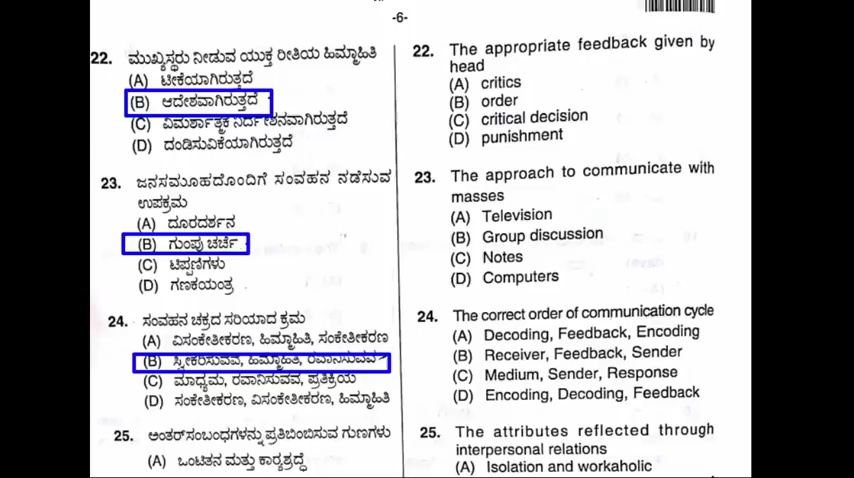 -6-
22. ಮುಖ್ಯಸ್ಥರು ನೀಡುವ ಯುಕ್ತ ರೀತಿಯ ಹಿಮ್ಮಾಹಿತಿ
(A) ಟೀಕೆಯಾಗಿರುತ್ತದೆ
(B) ಆದೇಶವಾಗಿರುತ್ತದೆ
(C) ವಿಮರ್ಶಾತ್ಮಕ ನಿರ್ದೇಶನವಾಗಿರುತ್ತದೆ
(D) ದಂಡಿಸುವಿಕೆಯಾಗಿರುತ್ತದೆ
23. ಜನಸಮೂಹದೊಂದಿಗೆ ಸಂವಹನ ನಡೆಸುವ
ಉಪಕ್ರಮ
(A) ದೂರದರ್ಶನ
(B) ಗುಂಪು ಚರ್ಚೆ
(C) ಟಿಪ್ಪಣಿಗಳು
(D) ಗಣಕಯಂತ್ರ
24. ಸಂವಹನ ಚಕ್ರದ ಸರಿಯಾದ ಕ್ರಮ
(A) ವಿಸಂಕೇತೀಕರಣ, ಹಿಮ್ಮಾಹಿತಿ, ಸಂಕೇತೀಕರಣ
(B) ಸ್ವೀಕರಿಸುವವ, ಹಿಮ್ಮಾಹಿತಿ, ರವಾನಿಸುವವ
(C) ಮಾಧ್ಯಮ, ರವಾನಿಸುವವ, ಪ್ರತಿಕ್ರಿಯ
(D) ಸಂಕೇತೀಕರಣ, ವಿಸಂಕೇತೀಕರಣ, ಹಿಮ್ಮಾಹಿತಿ
25. ಅಂತರ್‌ಸಂಬಂಧಗಳನ್ನು ಪ್ರತಿಬಿಂಬಿಸುವ ಗುಣಗಳು
(A) ಒಂಟಿತನ ಮತ್ತು ಕಾರ್‍ಯಶ್ರದ್ಧೆ
22. The appropriate feedback given by
head
(A) critics
(B) order
(C) critical decision
(D) punishment
23. The approach to communicate with
masses
(A) Television
(B) Group discussion
(C) Notes
(D) Computers
24. The correct order of communication cycle
(A) Decoding, Feedback, Encoding
(B) Receiver, Feedback, Sender
(C) Medium, Sender, Response
(D) Encoding, Decoding, Feedback
25. The attributes reflected through
interpersonal relations
(A) Isolation and workaholic